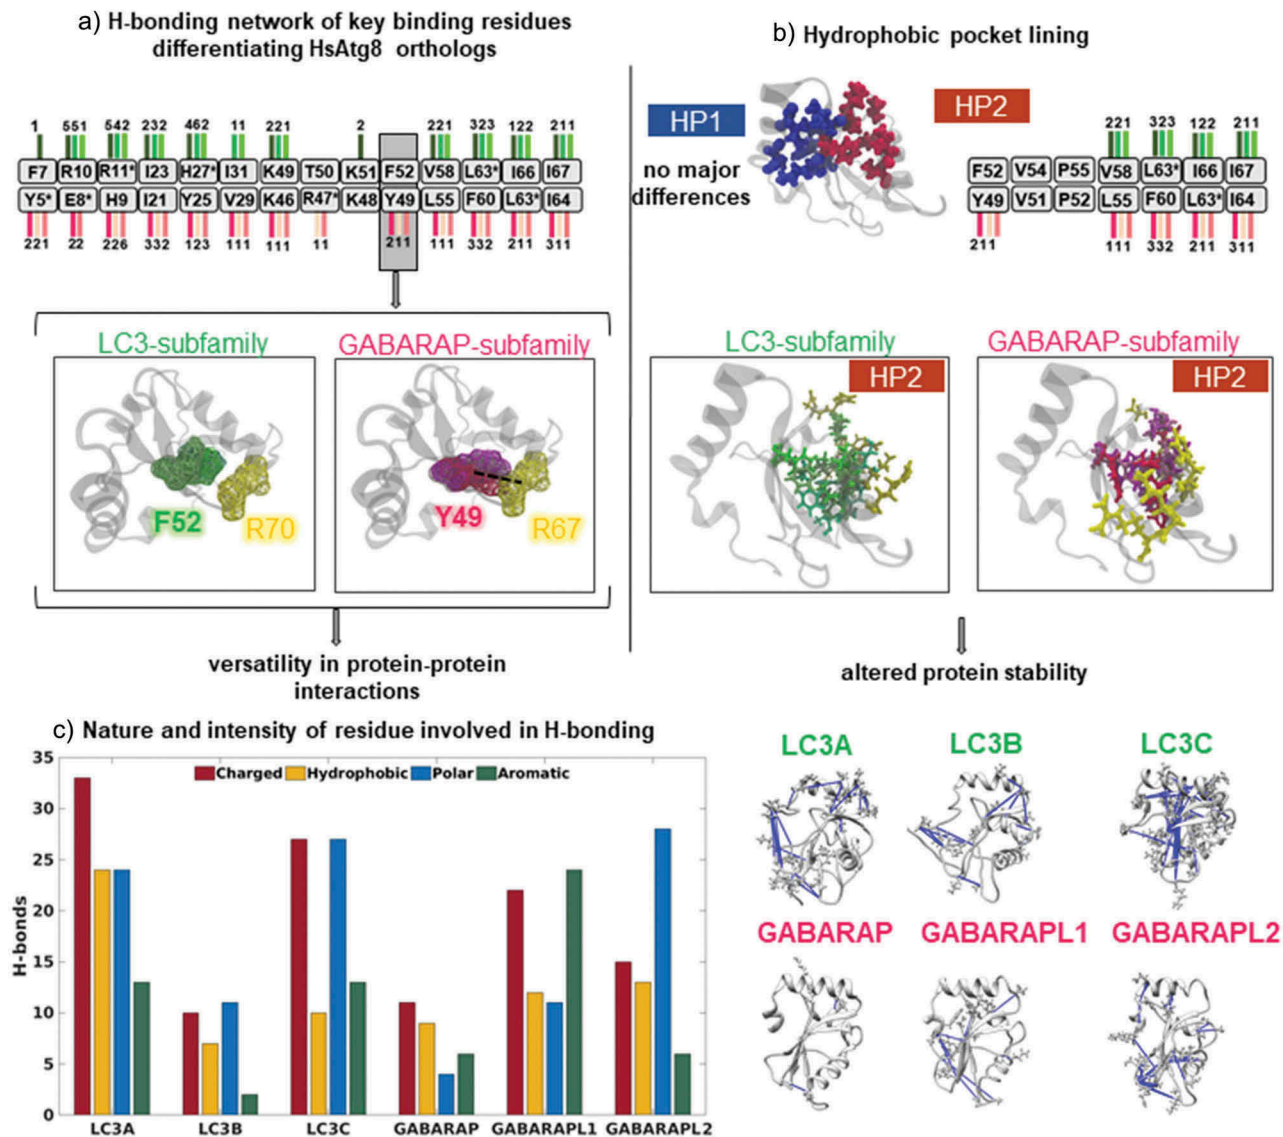 a) H-bonding network of key binding residues
differentiating HsAtg8 orthologs
1 551 542 232 462 11 221 2 221 323 122 211
F7 R10 R11* I23 H27* I31 K49 T50 K51 F52 V58 L63* I66 I67
Y5* E8* H9 I21 Y25 V29 K46 R47* K48 Y49 L55 F60 L63* I64
221 22 226 332 123 111 111 11 211 111 332 211 311
LC3-subfamily GABARAP-subfamily
F52 R70 Y49 R67
versatility in protein-protein
interactions
b) Hydrophobic pocket lining
HP1
HP2
no major
differences
221 323 122 211
F52 V54 P55 V58 L63* I66 I67
Y49 V51 P52 L55 F60 L63* I64
211 111 332 211 311
LC3-subfamily GABARAP-subfamily
HP2 HP2
altered protein stability
c) Nature and intensity of residue involved in H-bonding
Charged Hydrophobic Polar Aromatic
35
30
25
20
15
10
5
0
H-bonds
LC3A LC3B LC3C GABARAP GABARAPL1 GABARAPL2
LC3A LC3B LC3C
GABARAP GABARAPL1 GABARAPL2